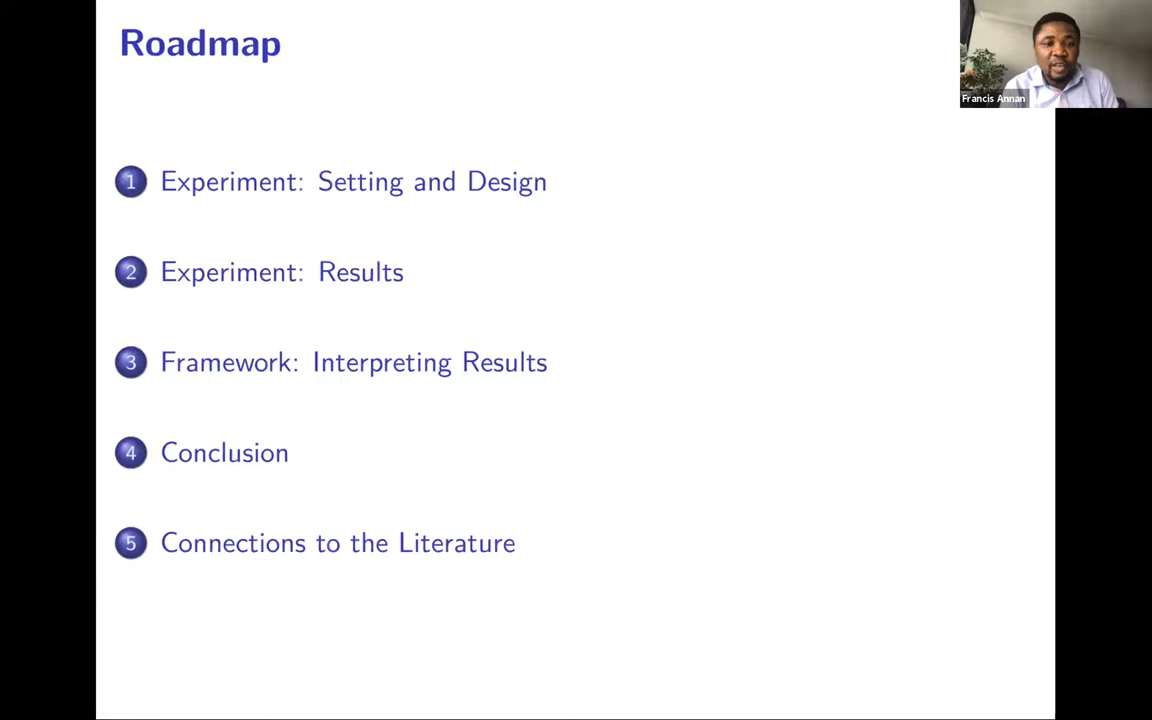 Roadmap
Francis Annan
1 Experiment: Setting and Design
2 Experiment: Results
3 Framework: Interpreting Results
4 Conclusion
5 Connections to the Literature